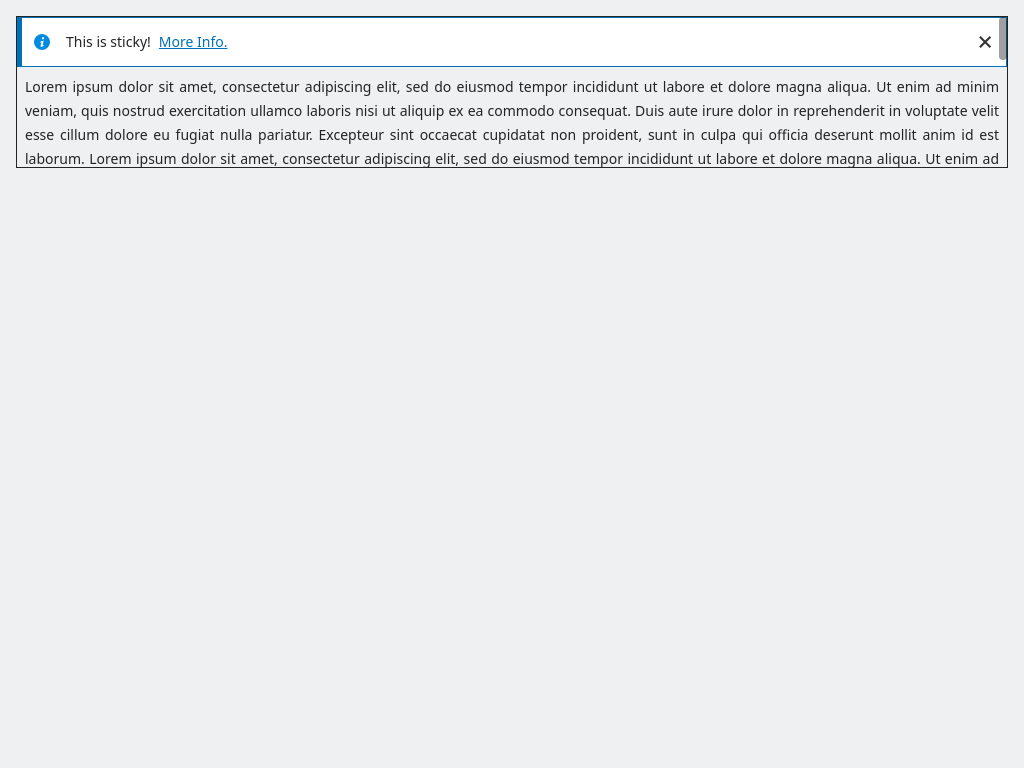 This is sticky! More Info.
Lorem ipsum dolor sit amet, consectetur adipiscing elit, sed do eiusmod tempor incididunt ut labore et dolore magna aliqua. Ut enim ad minim
veniam, quis nostrud exercitation ullamco laboris nisi ut aliquip ex ea commodo consequat. Duis aute irure dolor in reprehenderit in voluptate velit
esse cillum dolore eu fugiat nulla pariatur. Excepteur sint occaecat cupidatat non proident, sunt in culpa qui officia deserunt mollit anim id est
laborum. Lorem ipsum dolor sit amet, consectetur adipiscing elit, sed do eiusmod tempor incididunt ut labore et dolore magna aliqua. Ut enim ad